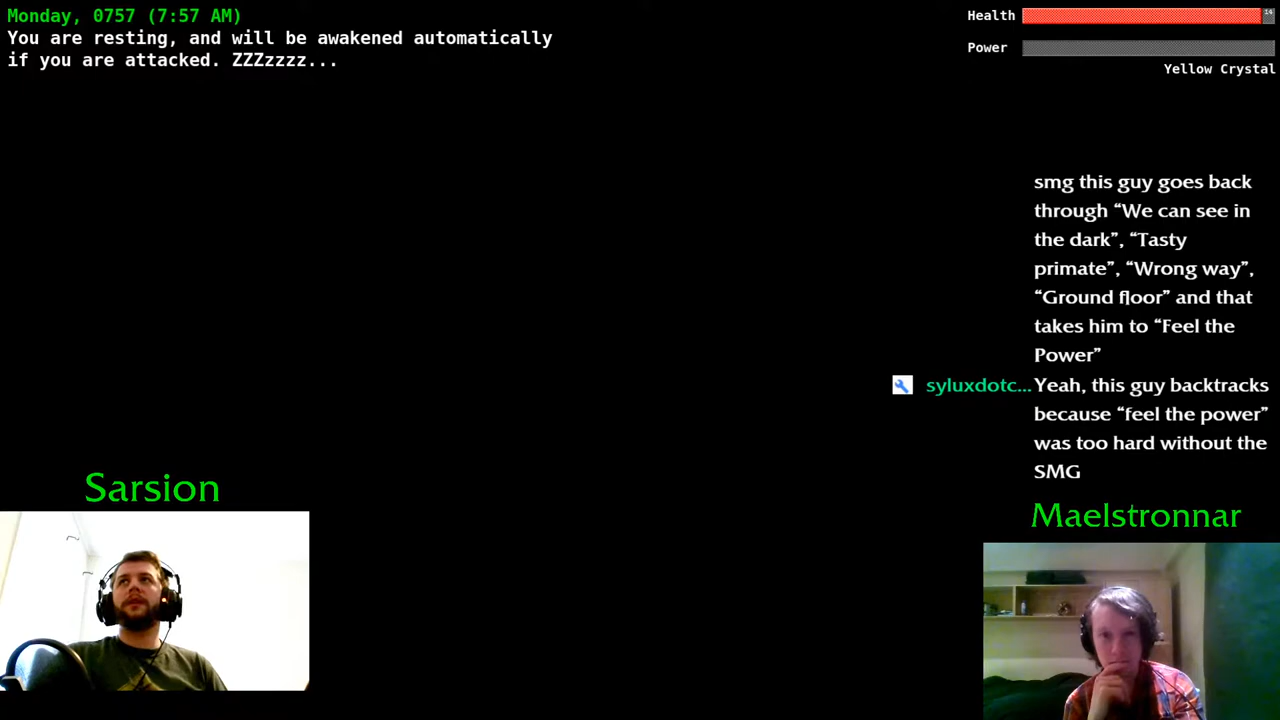 Monday, 0757 (7:57 AM)
You are resting, and will be awakened automatically
if you are attacked. ZZZzzzz...
Health
14
Power
Yellow Crystal
smg this guy goes back
through “We can see in
the dark”, “Tasty
primate”, “Wrong way”,
“Ground floor” and that
takes him to “Feel the
Power”
syluxdotc... Yeah, this guy backtracks
because “feel the power”
was too hard without the
SMG
Sarsion
Maelstronnar